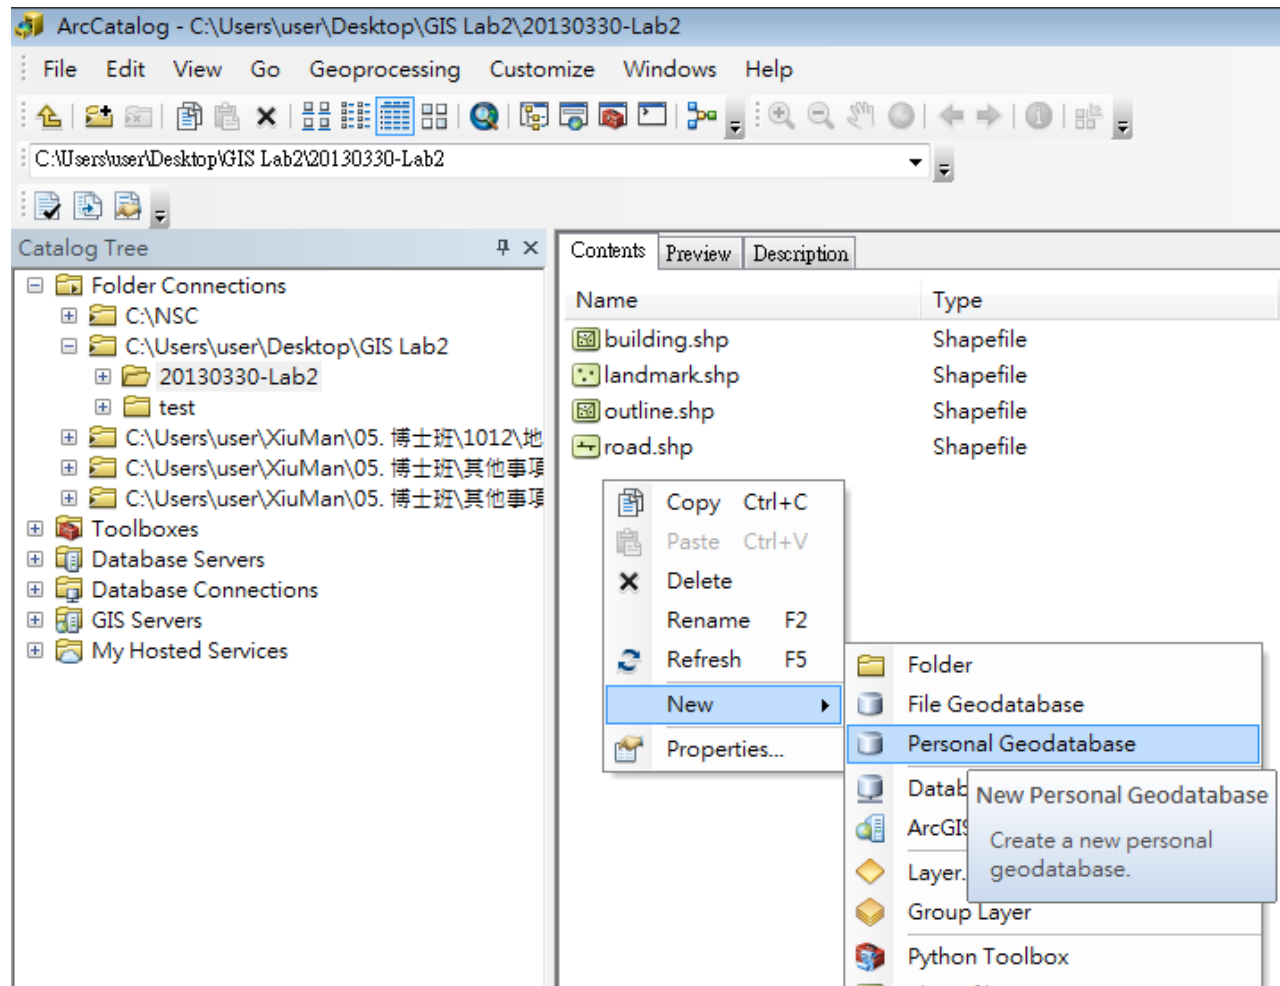 ArcCatalog - C:\Users\user\Desktop\GIS Lab2\20130330-Lab2
File Edit View Go Geoprocessing Customize Windows Help
C:\Users\user\Desktop\GIS Lab2\20130330-Lab2
Catalog Tree
Folder Connections
C:\NSC
C:\Users\user\Desktop\GIS Lab2
20130330-Lab2
test
C:\Users\user\XiuMan\05. 博士班\1012\地
C:\Users\user\XiuMan\05. 博士班\其他事項
C:\Users\user\XiuMan\05. 博士班\其他事項
Toolboxes
Database Servers
Database Connections
GIS Servers
My Hosted Services
Contents Preview Description
Name Type
building.shp Shapefile
landmark.shp Shapefile
outline.shp Shapefile
road.shp Shapefile
Copy Ctrl+C
Paste Ctrl+V
Delete
Rename F2
Refresh F5
New
Properties...
Folder
File Geodatabase
Personal Geodatabase
Datab
ArcGIS
Layer.
Group Layer
Python Toolbox
New Personal Geodatabase
Create a new personal
geodatabase.